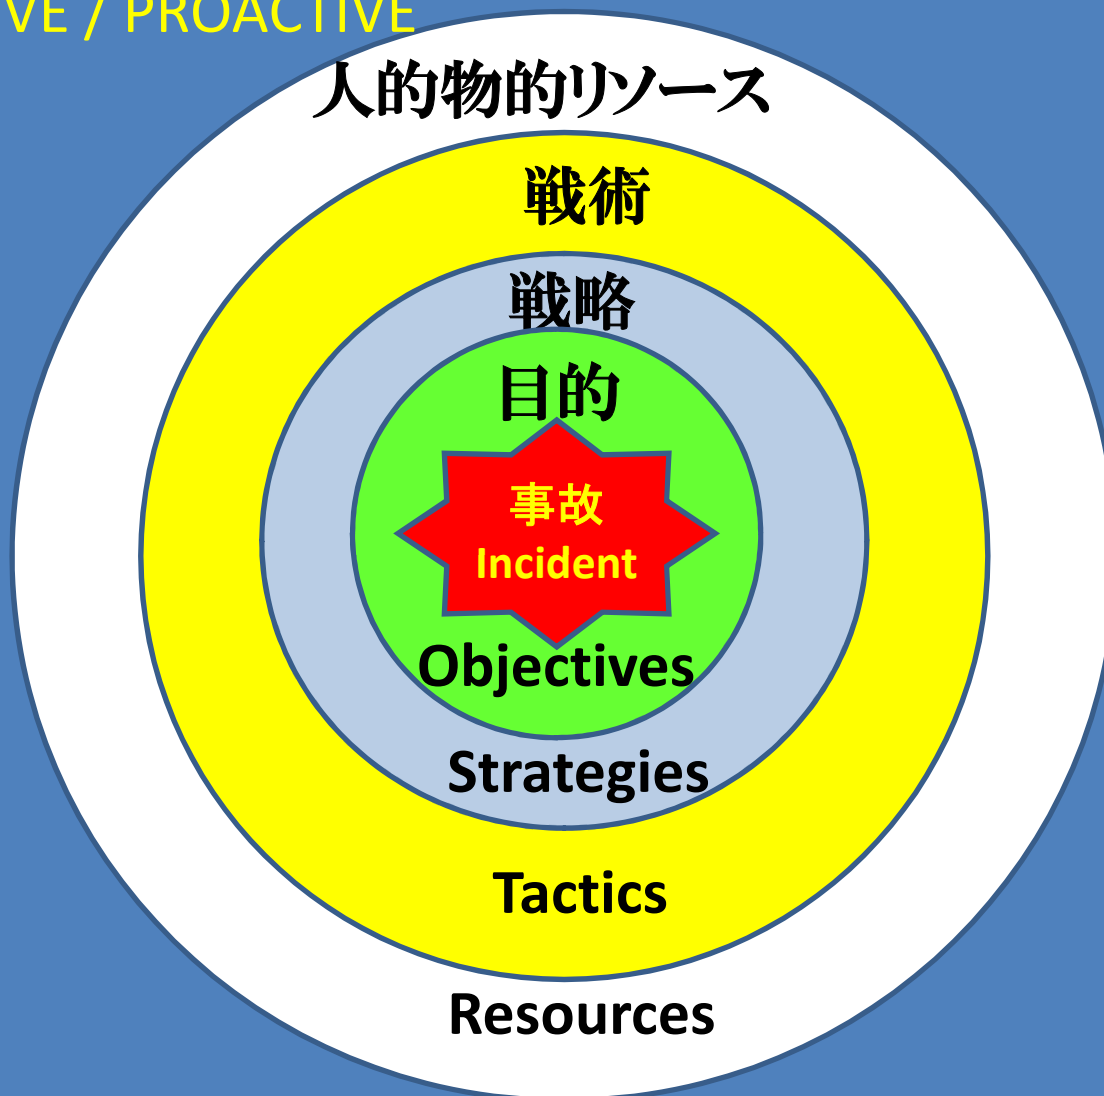 VE / PROACTIVE
人的物的リソース
戦術
戦略
目的
事故
Incident
Objectives
Strategies
Tactics
Resources